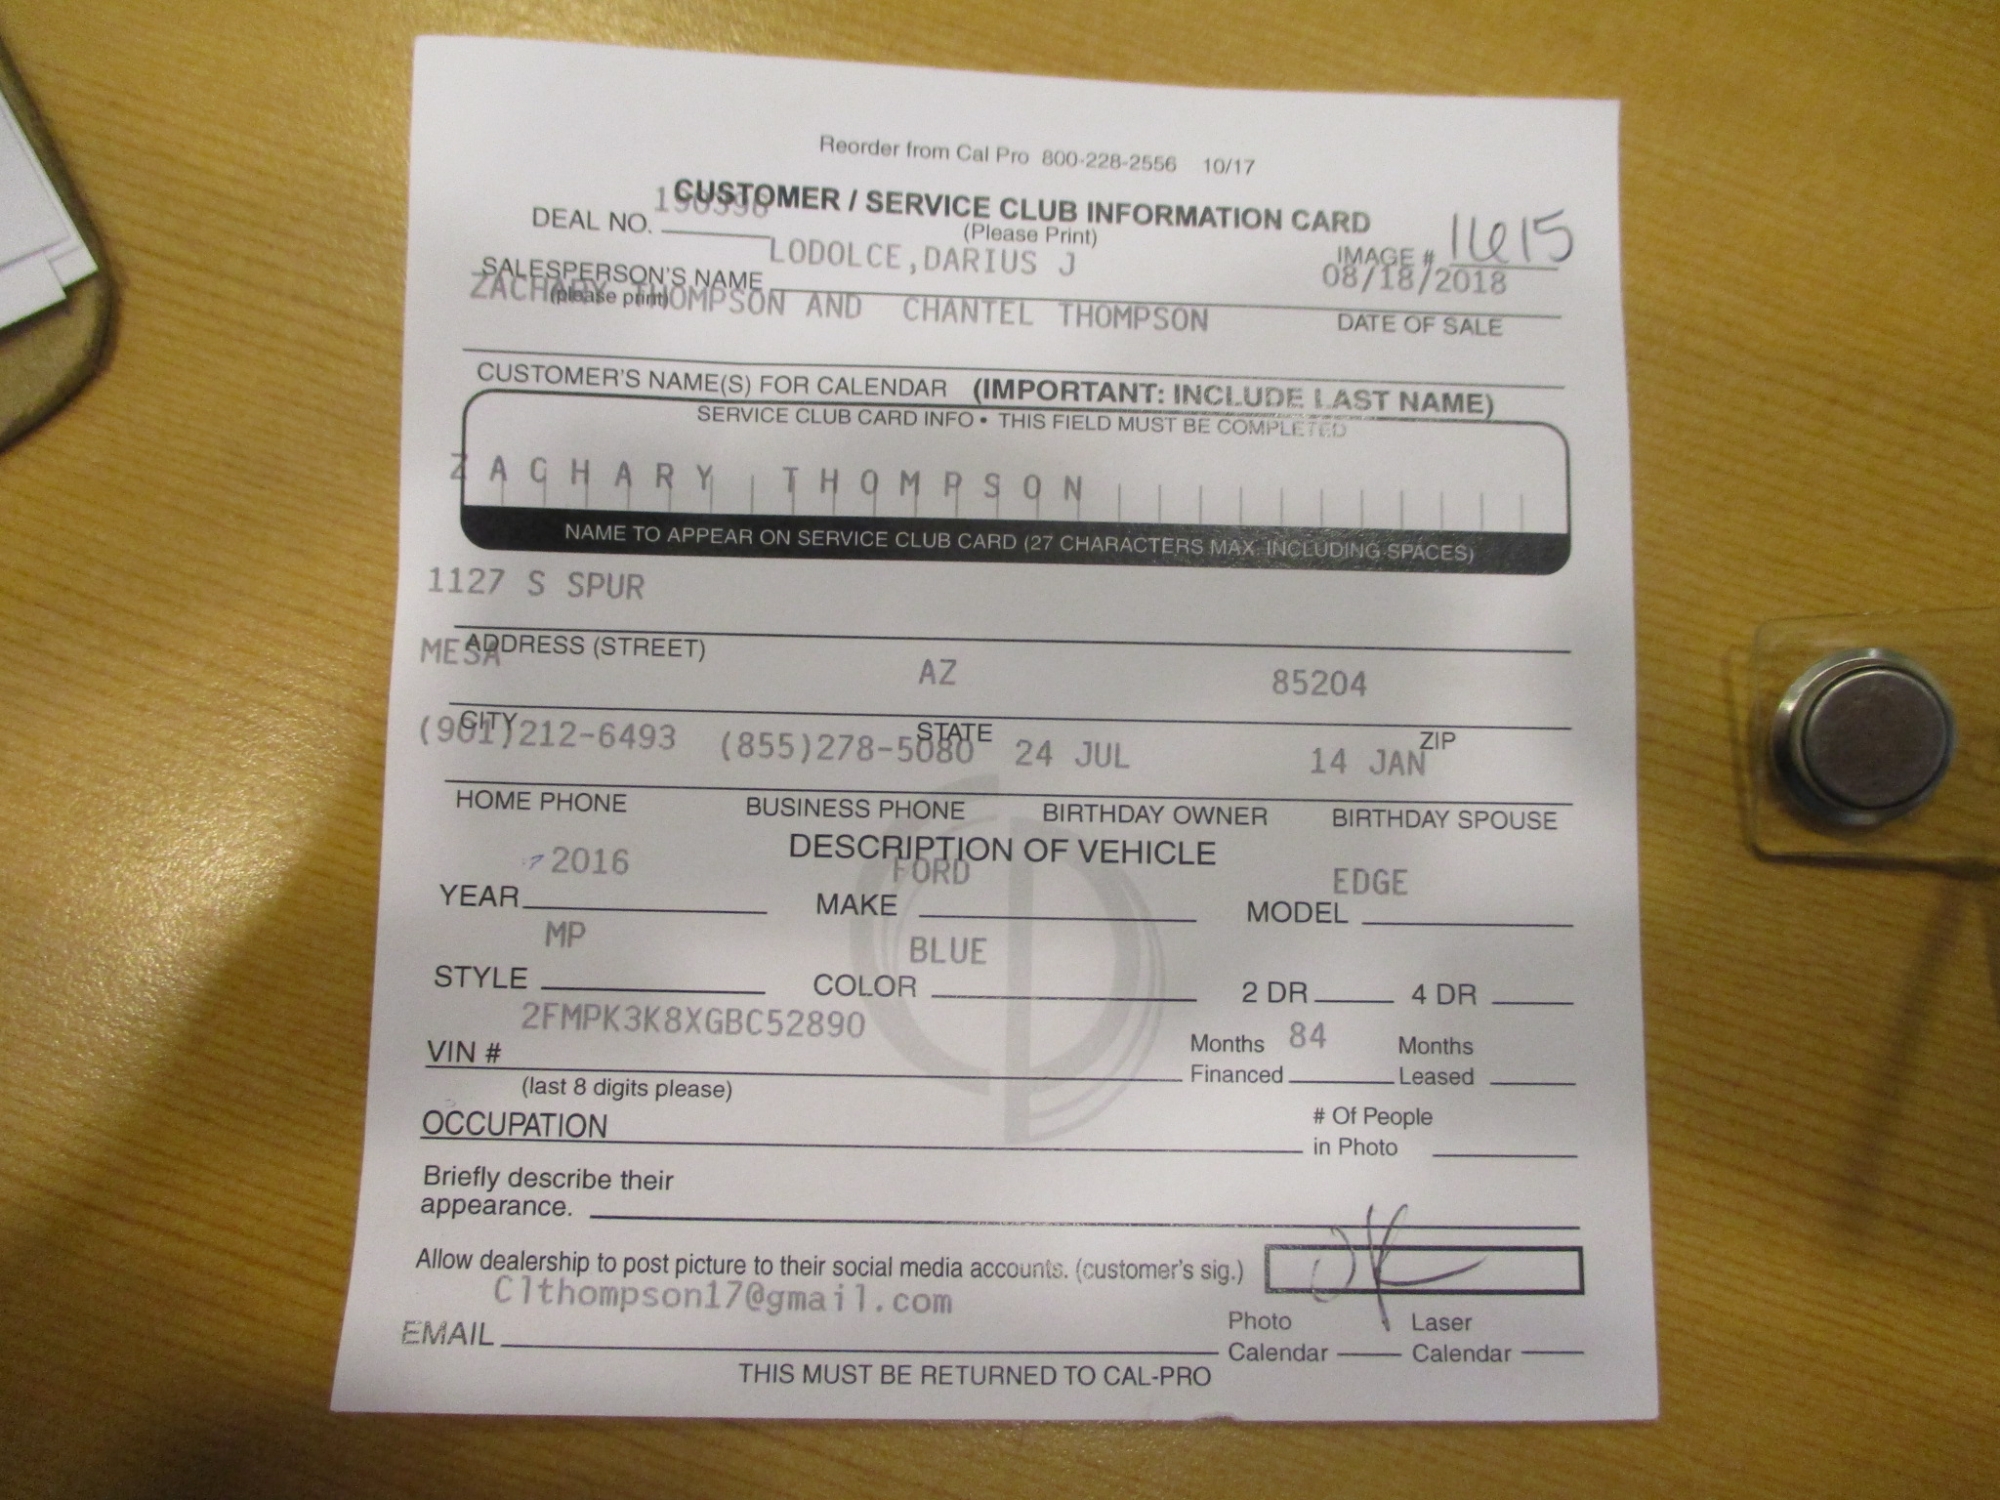 Reorder from Cal Pro 800-228-2556 10/17
CUSTOMER / SERVICE CLUB INFORMATION CARD
(Please Print)
DEAL NO.
IMAGE # 1615
LODOLCE,DARIUS J
08/18/2018
SALESPERSON'S NAME
(please print)
DATE OF SALE
ZACHARY THOMPSON AND CHANTEL THOMPSON
CUSTOMER'S NAME(S) FOR CALENDAR (IMPORTANT: INCLUDE LAST NAME)
SERVICE CLUB CARD INFO • THIS FIELD MUST BE COMPLETED
ZACHARY THOMPSON
NAME TO APPEAR ON SERVICE CLUB CARD (27 CHARACTERS MAX. INCLUDING SPACES)
1127 S SPUR
ADDRESS (STREET)
MESA AZ 85204
CITY STATE ZIP
(901)212-6493 (855)278-5080 24 JUL 14 JAN
HOME PHONE BUSINESS PHONE BIRTHDAY OWNER BIRTHDAY SPOUSE
DESCRIPTION OF VEHICLE
2016 FORD EDGE
YEAR MAKE MODEL
MP BLUE
STYLE COLOR 2 DR 4 DR
2FMPK3K8XGBC52890
VIN # Months Financed 84 Months Leased
(last 8 digits please)
OCCUPATION # Of People in Photo
Briefly describe their
appearance.
Allow dealership to post picture to their social media accounts. (customer's sig.)
Clthompson17@gmail.com
EMAIL Photo Calendar Laser Calendar
THIS MUST BE RETURNED TO CAL-PRO